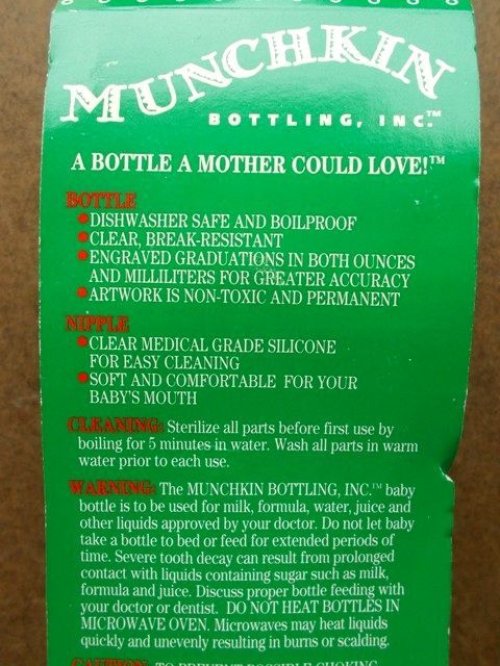 MUNCHKIN
BOTTLING, INC.™
A BOTTLE A MOTHER COULD LOVE!™
BOTTLE
•DISHWASHER SAFE AND BOILPROOF
•CLEAR, BREAK-RESISTANT
•ENGRAVED GRADUATIONS IN BOTH OUNCES
AND MILLILITERS FOR GREATER ACCURACY
•ARTWORK IS NON-TOXIC AND PERMANENT
NIPPLE
•CLEAR MEDICAL GRADE SILICONE
FOR EASY CLEANING
•SOFT AND COMFORTABLE FOR YOUR
BABY'S MOUTH
CLEANING: Sterilize all parts before first use by
boiling for 5 minutes in water. Wash all parts in warm
water prior to each use.
WARNING: The MUNCHKIN BOTTLING, INC.™ baby
bottle is to be used for milk, formula, water, juice and
other liquids approved by your doctor. Do not let baby
take a bottle to bed or feed for extended periods of
time. Severe tooth decay can result from prolonged
contact with liquids containing sugar such as milk,
formula and juice. Discuss proper bottle feeding with
your doctor or dentist. DO NOT HEAT BOTTLES IN
MICROWAVE OVEN. Microwaves may heat liquids
quickly and unevenly resulting in burns or scalding.
CAUTION: TO PREVENT POSSIBLE CHOKING